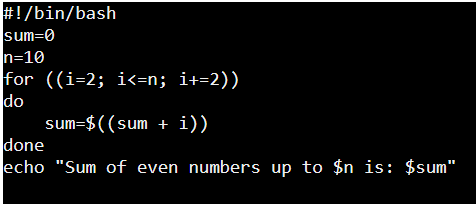 #!/bin/bash
sum=0
n=10
for ((i=2; i<=n; i+=2))
do
    sum=$((sum + i))
done
echo "Sum of even numbers up to $n is: $sum"